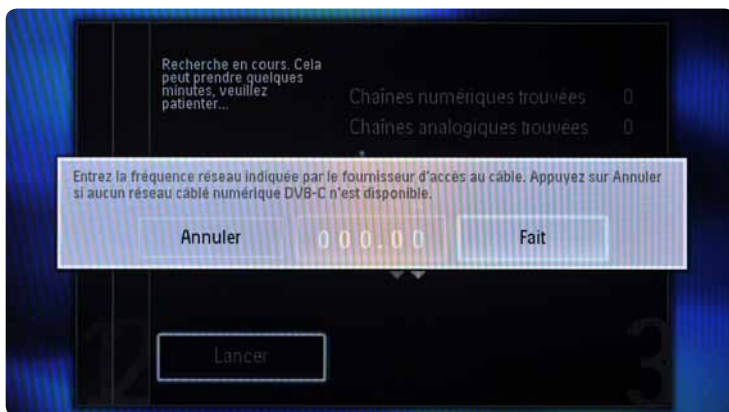 Recherche en cours. Cela
peut prendre quelques
minutes, veuillez
patienter...
Chaînes numériques trouvées 0
Chaînes analogiques trouvées 0
Entrez la fréquence réseau indiquée par le fournisseur d'accès au câble. Appuyez sur Annuler
si aucun réseau câblé numérique DVB-C n'est disponible.
Annuler 000.00 Fait
Lancer
12 3